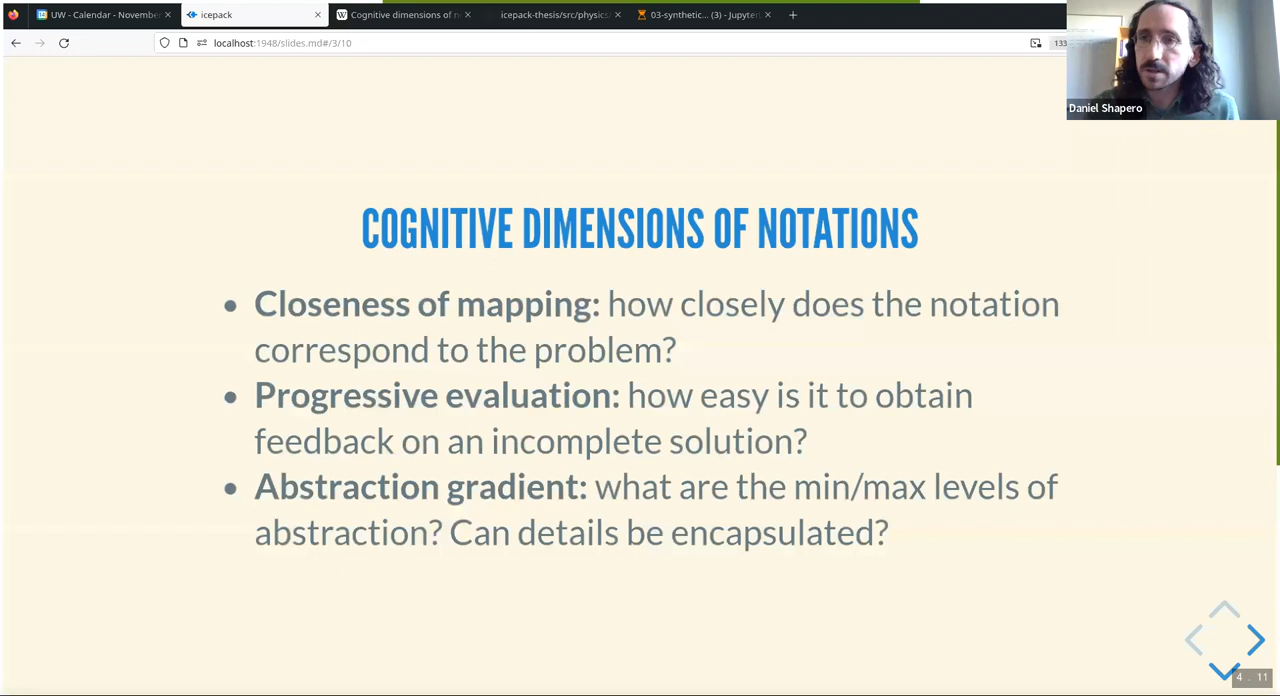 UW - Calendar - November
icepack
Cognitive dimensions of n
icepack-thesis/src/physics/
03-synthetic... (3) - Jupyter
localhost:1948/slides.md#/3/10
133
Daniel Shapero
COGNITIVE DIMENSIONS OF NOTATIONS
• Closeness of mapping: how closely does the notation
correspond to the problem?
• Progressive evaluation: how easy is it to obtain
feedback on an incomplete solution?
• Abstraction gradient: what are the min/max levels of
abstraction? Can details be encapsulated?
4 . 11